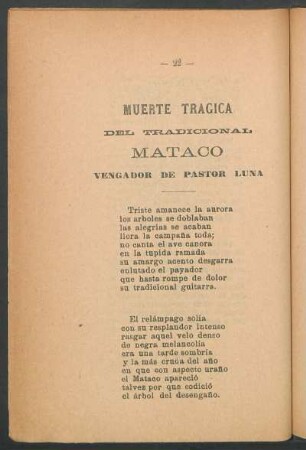 — 22 —
MUERTE TRAGICA
DEL TRADICIONAL
MATACO
VENGADOR DE PASTOR LUNA
Triste amanece la aurora
los arboles se doblaban
las alegrias se acaban
llora la campaña toda;
no canta el ave canora
en la tupida ramada
su amargo acento desgarra
enlutado el payador
que hasta rompe de dolor
su tradicional guitarra.
El relámpago solía
con su resplandor intenso
rasgar aquel velo denso
de negra melancolía
era una tarde sombría
y la más cruda del año
en que con aspecto uraño
el Mataco apareció
talvez por que codició
el árbol del desengaño.